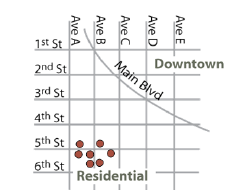 Ave A
Ave B
Ave C
Ave D
Ave E
1st St
Downtown
2nd St
Main Blvd
3rd St
4th St
5th St
6th St
Residential